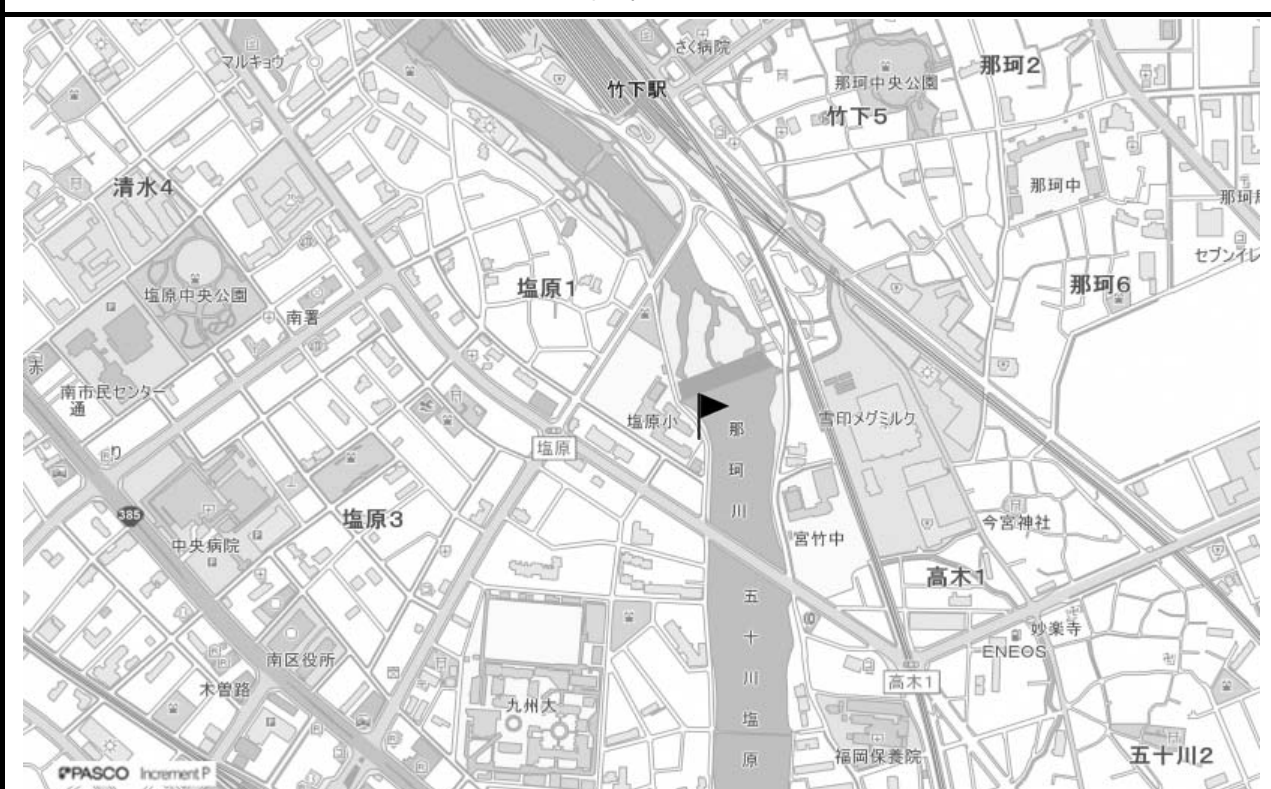 マルキョウ
さく病院
竹下駅
那珂中央公園
那珂2
竹下5
清水4
那珂中
塩原1
塩原中央公園
那珂6
セブンイレ
南署
赤
南市民センター
通
り
塩原小
雪印メグミルク
塩原
那珂川
385
中央病院
塩原3
宮竹中
今宮神社
高木1
五十川塩原
妙楽寺
ENEOS
南区役所
高木1
木曽路
九州大
福岡保養院
五十川2
PASCO Increment P